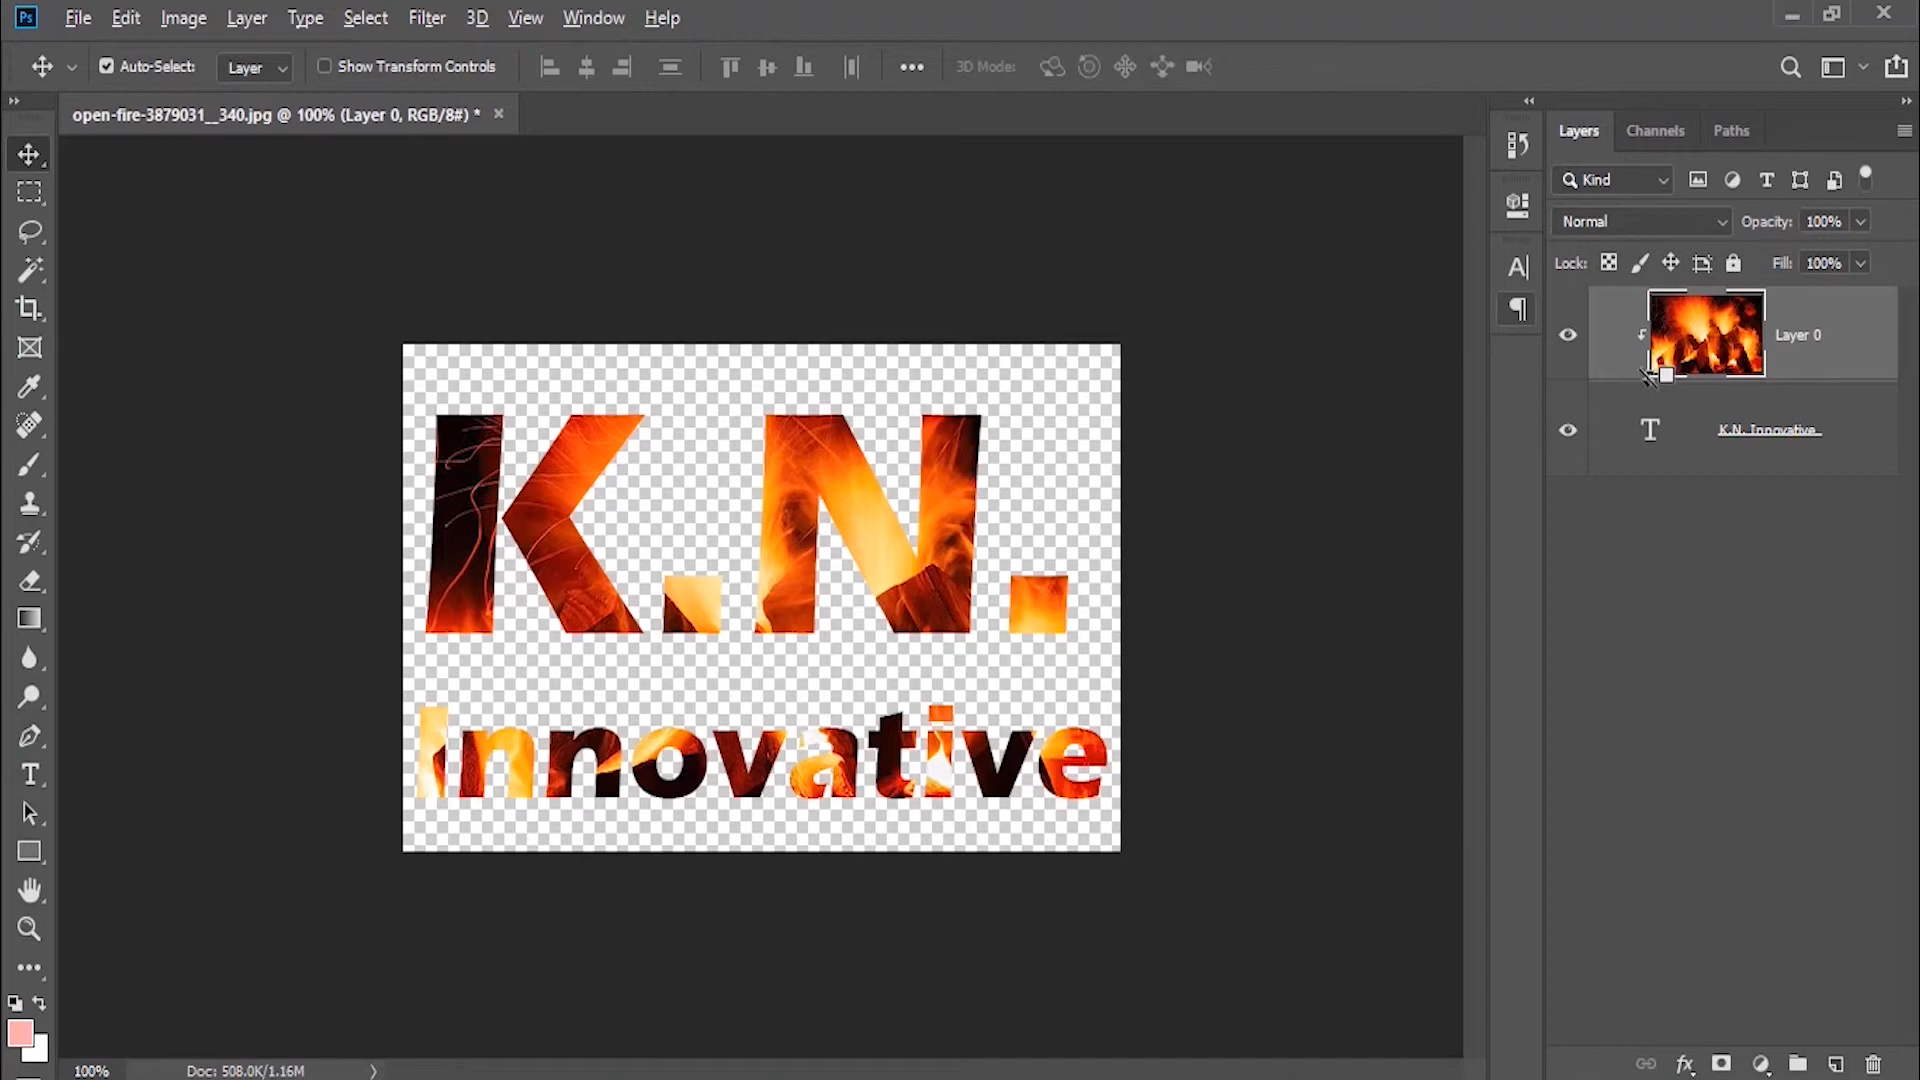 Ps File Edit Image Layer Type Select Filter 3D View Window Help
Auto-Select: Layer Show Transform Controls 3D Mode:
open-fire-3879031__340.jpg @ 100% (Layer 0, RGB/8#) *
Layers Channels Paths
Kind
Normal Opacity: 100%
Lock: Fill: 100%
Layer 0
K.N. Innovative
K.N.
Innovative
100% Doc: 508.0K/1.16M